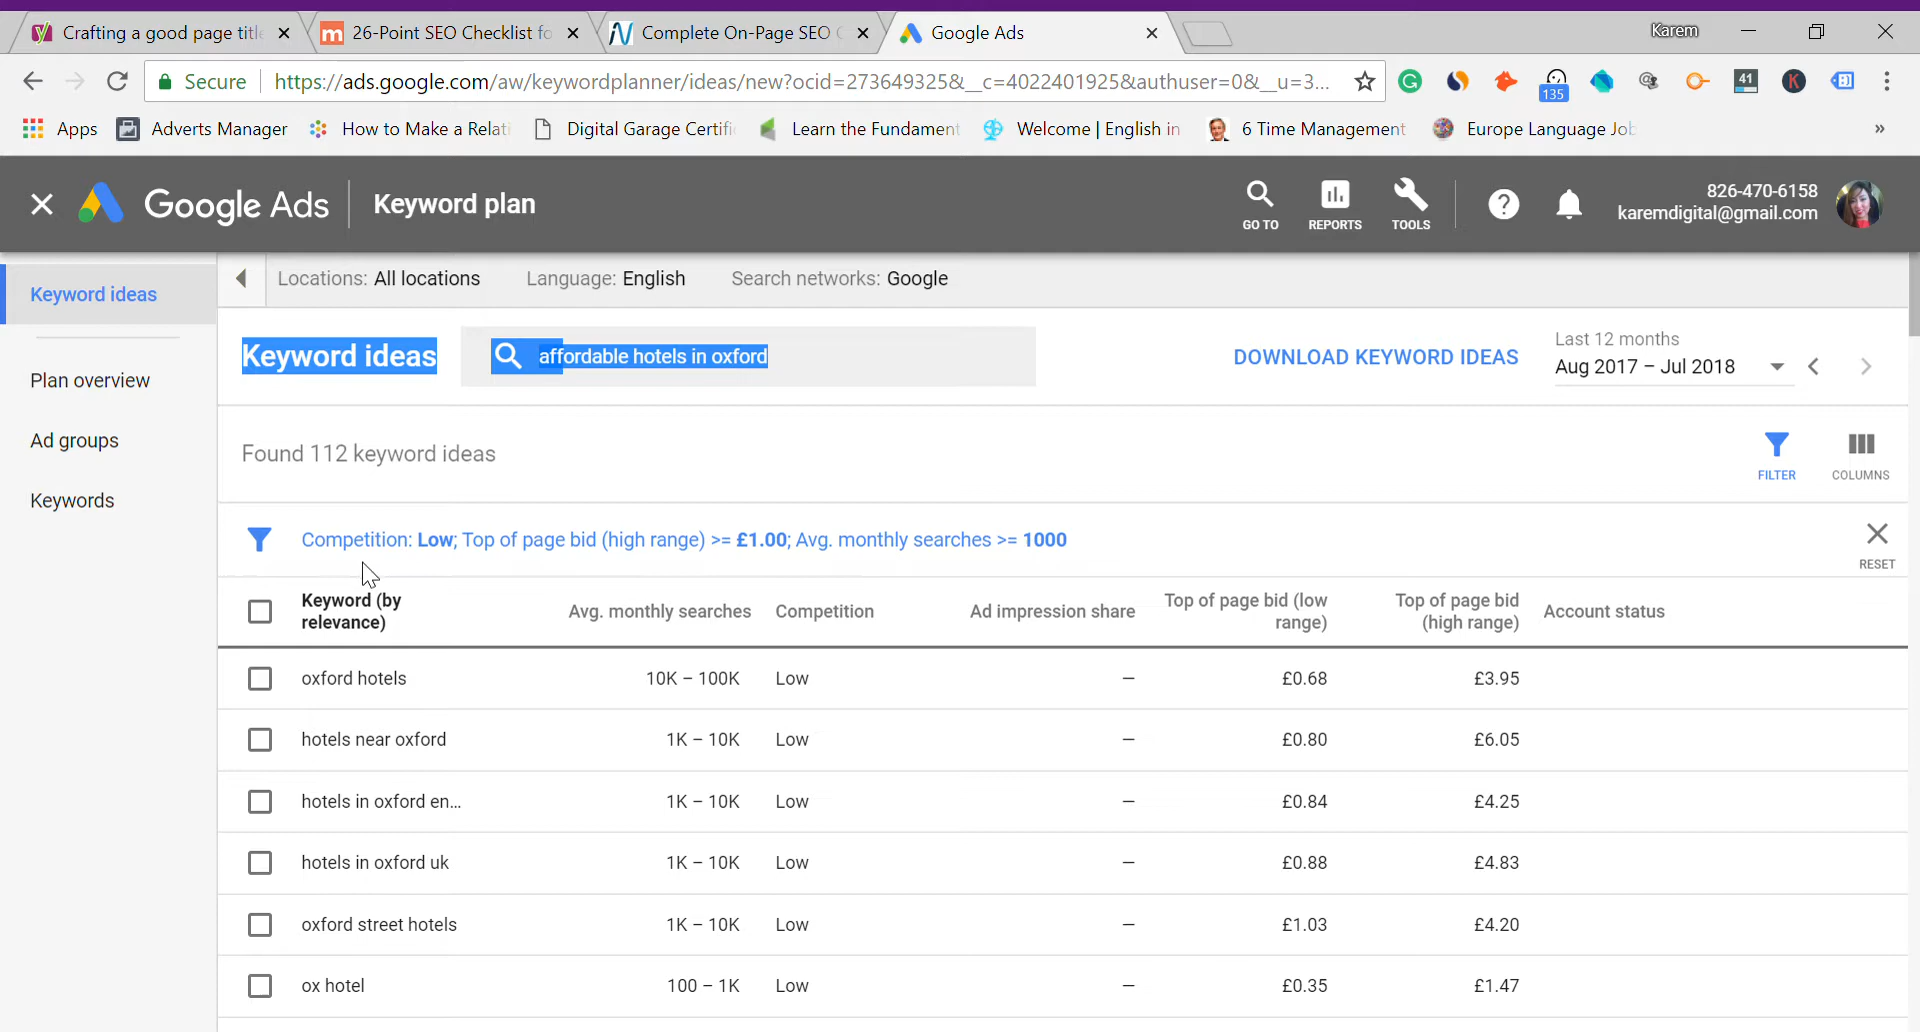 Crafting a good page title
26-Point SEO Checklist fo
Complete On-Page SEO C
Google Ads
Karem
Secure
https://ads.google.com/aw/keywordplanner/ideas/new?ocid=273649325&__c=4022401925&authuser=0&__u=3...
135
41
Apps
Adverts Manager
How to Make a Relati
Digital Garage Certifi
Learn the Fundament
Welcome | English in
6 Time Management
Europe Language Job
»
Google Ads
Keyword plan
GO TO
REPORTS
TOOLS
826-470-6158
karemdigital@gmail.com
Keyword ideas
Plan overview
Ad groups
Keywords
Locations: All locations
Language: English
Search networks: Google
Keyword ideas
affordable hotels in oxford
DOWNLOAD KEYWORD IDEAS
Last 12 months
Aug 2017 – Jul 2018
Found 112 keyword ideas
FILTER
COLUMNS
Competition: Low; Top of page bid (high range) >= £1.00; Avg. monthly searches >= 1000
RESET
Keyword (by relevance) Avg. monthly searches Competition Ad impression share Top of page bid (low range) Top of page bid (high range) Account status
oxford hotels 10K – 100K Low – £0.68 £3.95
hotels near oxford 1K – 10K Low – £0.80 £6.05
hotels in oxford en... 1K – 10K Low – £0.84 £4.25
hotels in oxford uk 1K – 10K Low – £0.88 £4.83
oxford street hotels 1K – 10K Low – £1.03 £4.20
ox hotel 100 – 1K Low – £0.35 £1.47